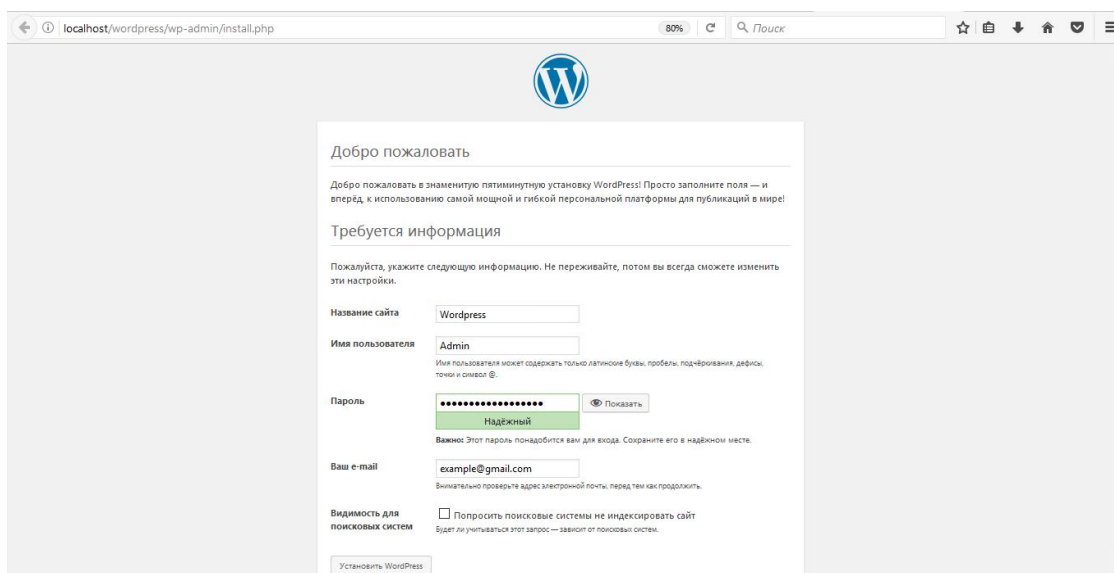 localhost/wordpress/wp-admin/install.php
80%
Поиск
Добро пожаловать
Добро пожаловать в знаменитую пятиминутную установку WordPress! Просто заполните поля — и
вперёд, к использованию самой мощной и гибкой персональной платформы для публикаций в мире!
Требуется информация
Пожалуйста, укажите следующую информацию. Не переживайте, потом вы всегда сможете изменить
эти настройки.
Название сайта
Wordpress
Имя пользователя
Admin
Имя пользователя может содержать только латинские буквы, пробелы, подчёркивания, дефисы,
точки и символ @.
Пароль
Показать
Надёжный
Важно: Этот пароль понадобится вам для входа. Сохраните его в надёжном месте.
Ваш e-mail
example@gmail.com
Внимательно проверьте адрес электронной почты, перед тем как продолжить.
Видимость для
поисковых систем
Попросить поисковые системы не индексировать сайт
Будет ли учитываться этот запрос — зависит от поисковых систем.
Установить WordPress